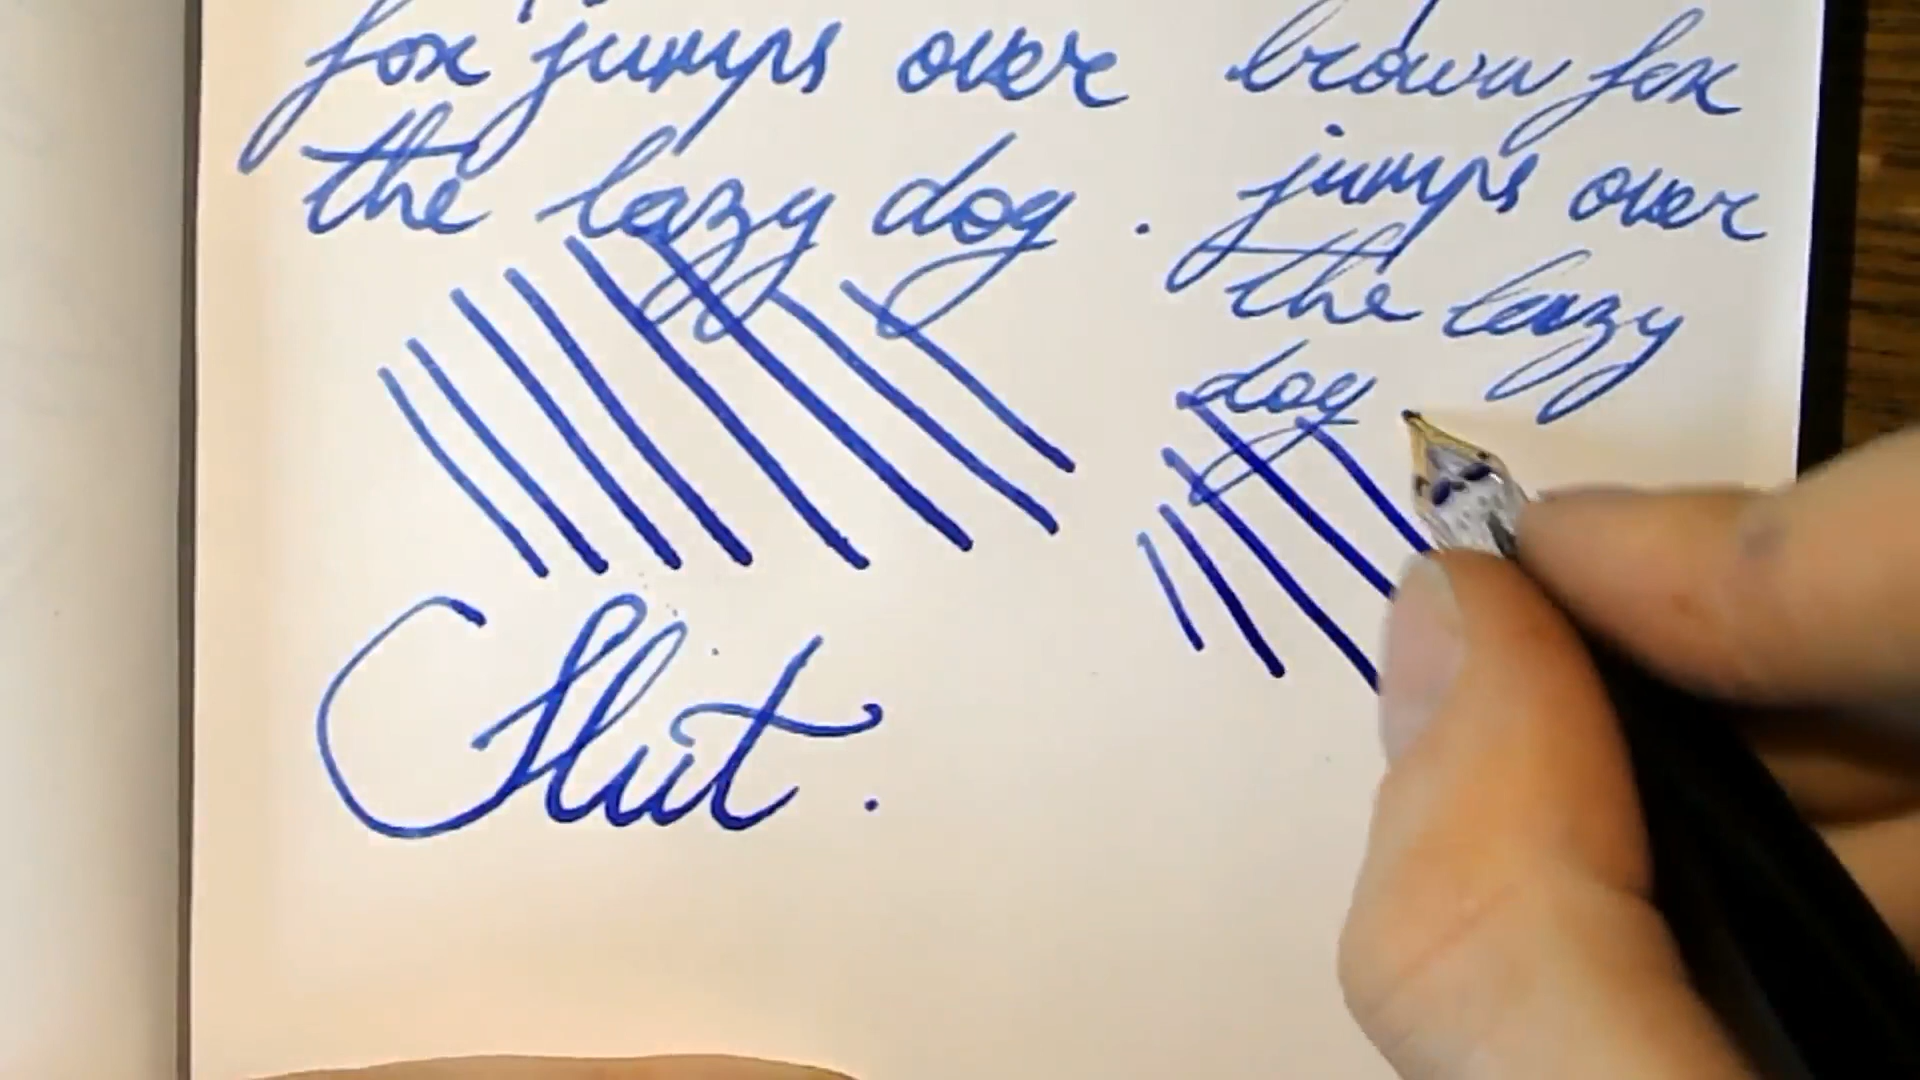 fox jumps over
the lazy dog.
Slut.
brown fox
jumps over
the lazy
dog